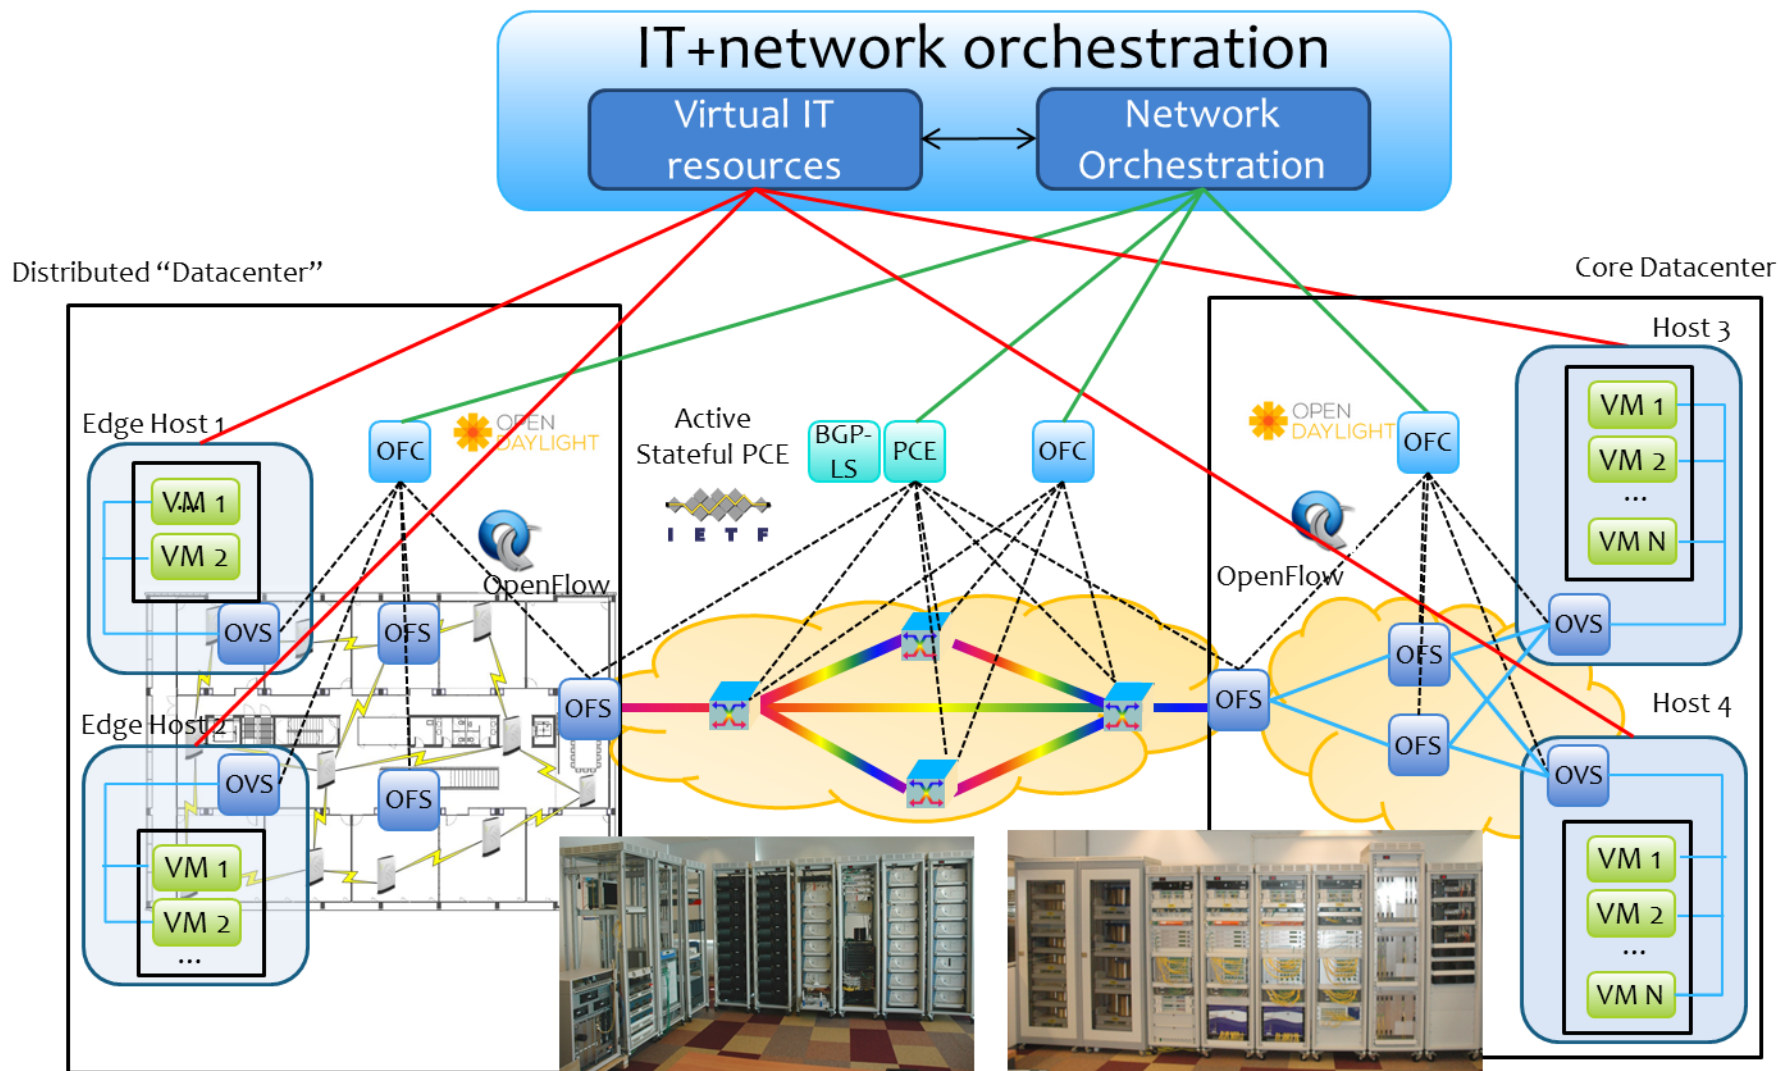 IT+network orchestration
Virtual IT
resources
Network
Orchestration
Distributed “Datacenter”
Core Datacenter
Host 3
Edge Host 1
OFC
OPEN
DAYLIGHT
Active
Stateful PCE
IETF
BGP-
LS
PCE
OFC
OPEN
DAYLIGHT
OFC
VM 1
VM 2
...
VM N
VM 1
...
VM 2
OpenFlow
OpenFlow
OVS
OFS
OFS
OVS
OFS
OFS
Edge Host 2
Host 4
OVS
OFS
OFS
OVS
VM 1
VM 2
...
VM 1
VM 2
...
VM N